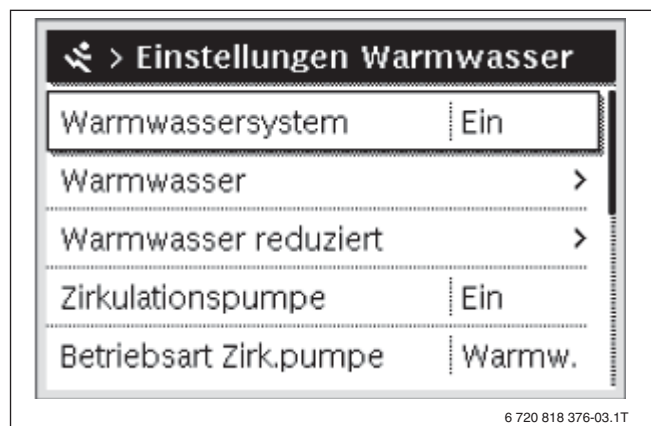 > Einstellungen Warmwasser
Warmwassersystem Ein
Warmwasser >
Warmwasser reduziert >
Zirkulationspumpe Ein
Betriebsart Zirk.pumpe Warmw.
6 720 818 376-03.1T